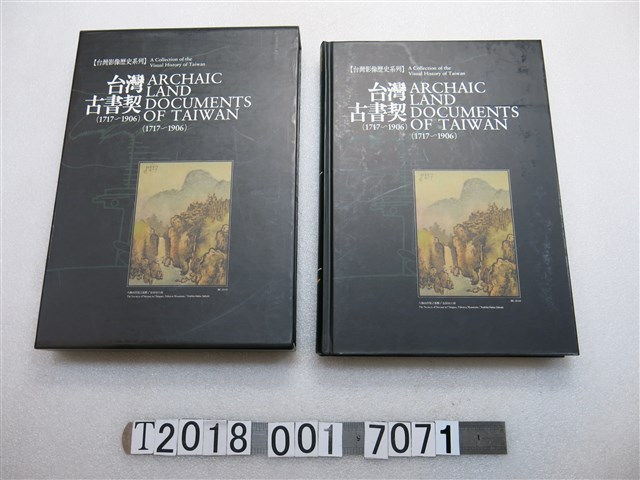 【台灣影像歷史系列】 A Collection of the
Visual History of Taiwan
台灣 ARCHAIC
LAND
古書契 DOCUMENTS
(1717－1906) OF TAIWAN
(1717－1906)
【台灣影像歷史系列】 A Collection of the
Visual History of Taiwan
台灣 ARCHAIC
LAND
古書契 DOCUMENTS
(1717－1906) OF TAIWAN
(1717－1906)
T2018 001 7071